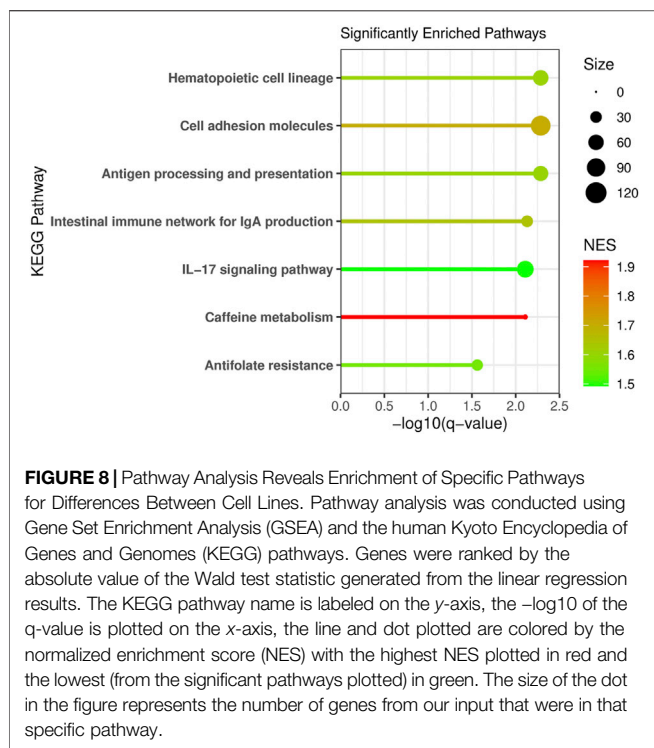 Significantly Enriched Pathways
KEGG Pathway
Hematopoietic cell lineage
Cell adhesion molecules
Antigen processing and presentation
Intestinal immune network for IgA production
IL−17 signaling pathway
Caffeine metabolism
Antifolate resistance
0.0 0.5 1.0 1.5 2.0 2.5
−log10(q−value)
Size
0
30
60
90
120
NES
1.9
1.8
1.7
1.6
1.5
FIGURE 8 | Pathway Analysis Reveals Enrichment of Specific Pathways
for Differences Between Cell Lines. Pathway analysis was conducted using
Gene Set Enrichment Analysis (GSEA) and the human Kyoto Encyclopedia of
Genes and Genomes (KEGG) pathways. Genes were ranked by the
absolute value of the Wald test statistic generated from the linear regression
results. The KEGG pathway name is labeled on the y-axis, the −log10 of the
q-value is plotted on the x-axis, the line and dot plotted are colored by the
normalized enrichment score (NES) with the highest NES plotted in red and
the lowest (from the significant pathways plotted) in green. The size of the dot
in the figure represents the number of genes from our input that were in that
specific pathway.